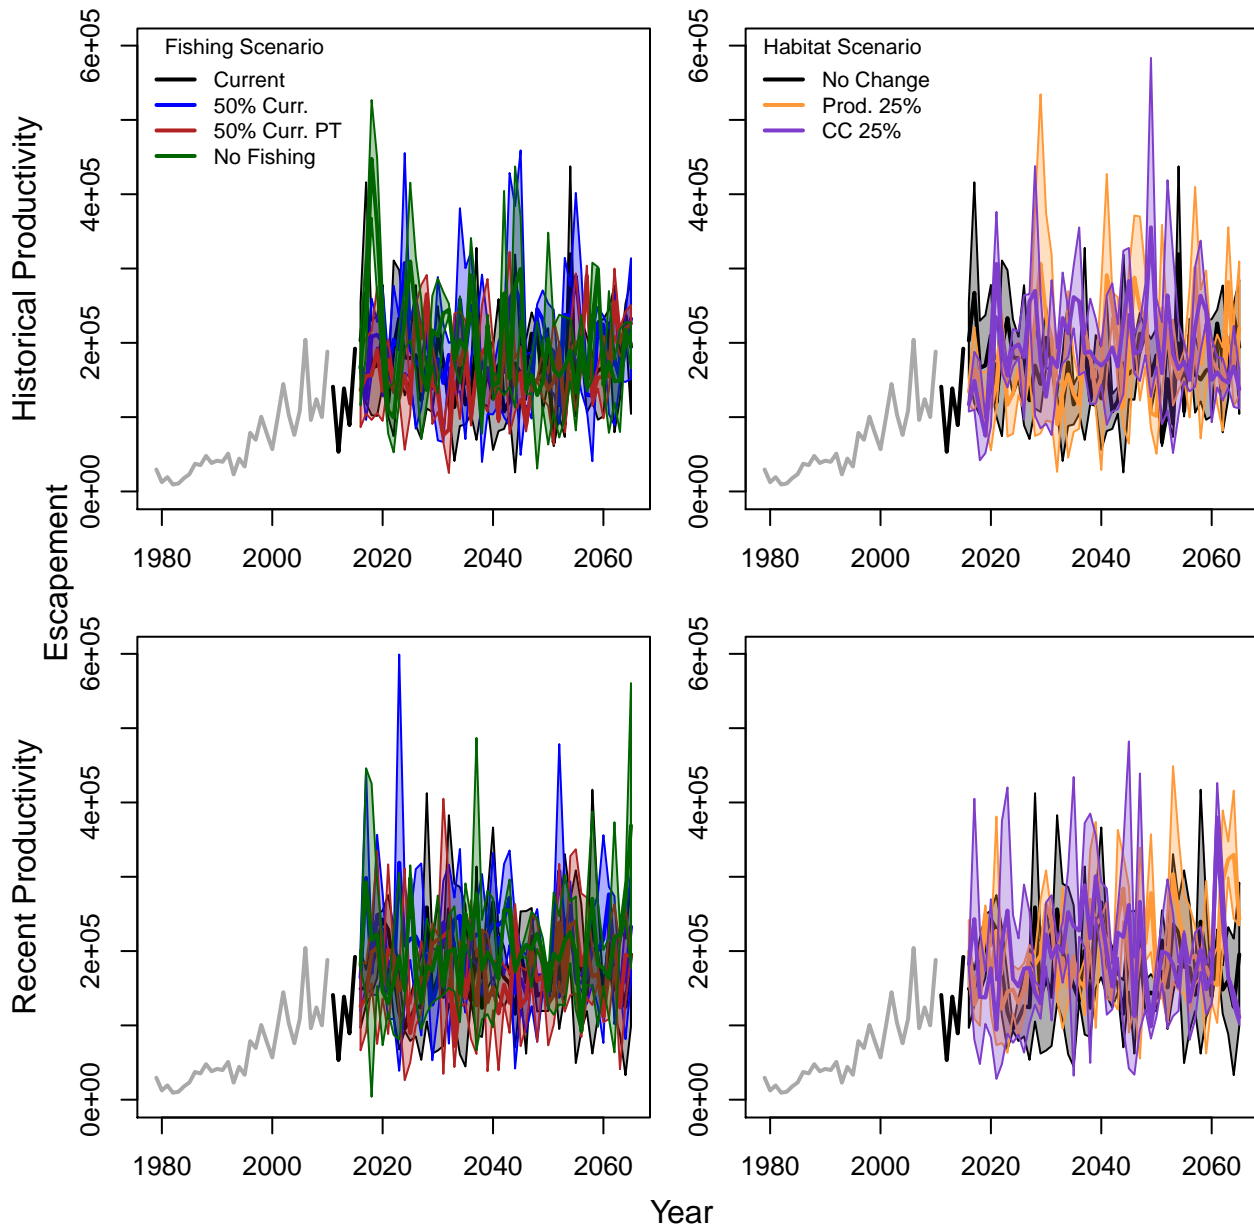 Fishing Scenario
Current
50% Curr.
50% Curr. PT
No Fishing
Habitat Scenario
No Change
Prod. 25%
CC 25%
Historical Productivity
0e+00
2e+05
4e+05
6e+05
1980
2000
2020
2040
2060
0e+00
2e+05
4e+05
6e+05
1980
2000
2020
2040
2060
Escapement
Recent Productivity
0e+00
2e+05
4e+05
6e+05
1980
2000
2020
2040
2060
0e+00
2e+05
4e+05
6e+05
1980
2000
2020
2040
2060
Year